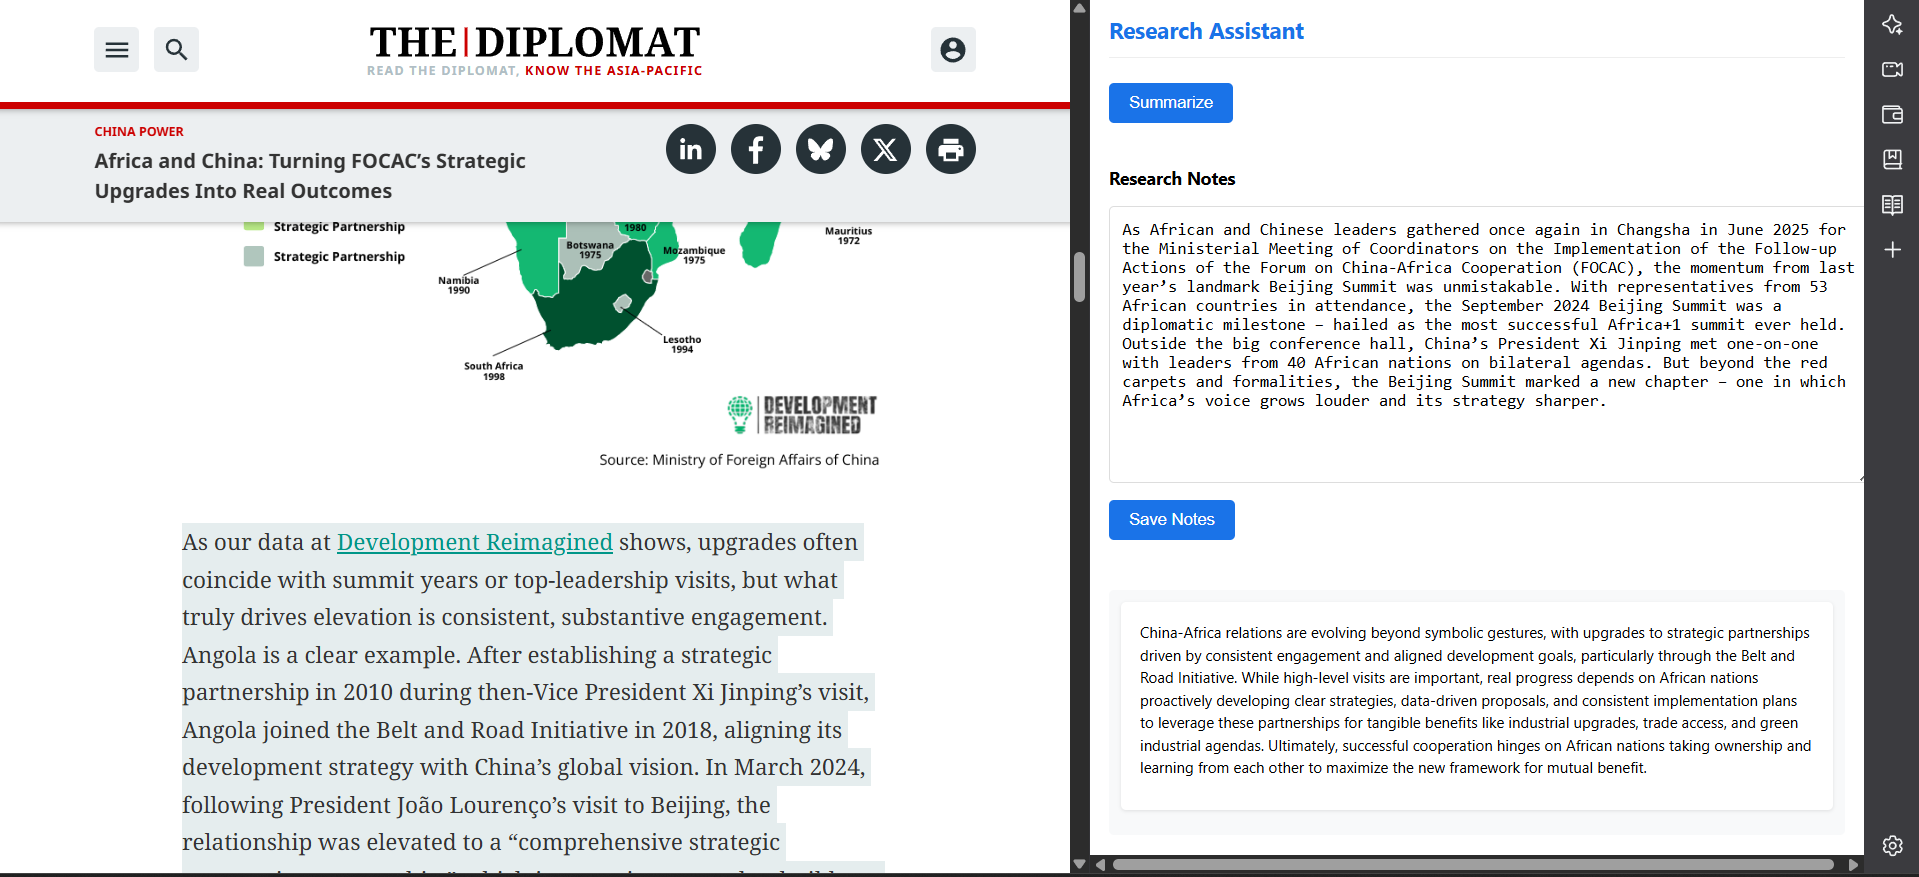 THE|DIPLOMAT
READ THE DIPLOMAT, KNOW THE ASIA-PACIFIC
CHINA POWER
Africa and China: Turning FOCAC’s Strategic
Upgrades Into Real Outcomes
Strategic Partnership
Strategic Partnership
1980
Botswana
1975
Mozambique
1975
Mauritius
1972
Namibia
1990
Lesotho
1994
South Africa
1998
DEVELOPMENT
REIMAGINED
Source: Ministry of Foreign Affairs of China
As our data at Development Reimagined shows, upgrades often
coincide with summit years or top-leadership visits, but what
truly drives elevation is consistent, substantive engagement.
Angola is a clear example. After establishing a strategic
partnership in 2010 during then-Vice President Xi Jinping’s visit,
Angola joined the Belt and Road Initiative in 2018, aligning its
development strategy with China’s global vision. In March 2024,
following President João Lourenço’s visit to Beijing, the
relationship was elevated to a “comprehensive strategic
Research Assistant
Summarize
Research Notes
As African and Chinese leaders gathered once again in Changsha in June 2025 for
the Ministerial Meeting of Coordinators on the Implementation of the Follow-up
Actions of the Forum on China-Africa Cooperation (FOCAC), the momentum from last
year’s landmark Beijing Summit was unmistakable. With representatives from 53
African countries in attendance, the September 2024 Beijing Summit was a
diplomatic milestone – hailed as the most successful Africa+1 summit ever held.
Outside the big conference hall, China’s President Xi Jinping met one-on-one
with leaders from 40 African nations on bilateral agendas. But beyond the red
carpets and formalities, the Beijing Summit marked a new chapter – one in which
Africa’s voice grows louder and its strategy sharper.
Save Notes
China-Africa relations are evolving beyond symbolic gestures, with upgrades to strategic partnerships
driven by consistent engagement and aligned development goals, particularly through the Belt and
Road Initiative. While high-level visits are important, real progress depends on African nations
proactively developing clear strategies, data-driven proposals, and consistent implementation plans
to leverage these partnerships for tangible benefits like industrial upgrades, trade access, and green
industrial agendas. Ultimately, successful cooperation hinges on African nations taking ownership and
learning from each other to maximize the new framework for mutual benefit.